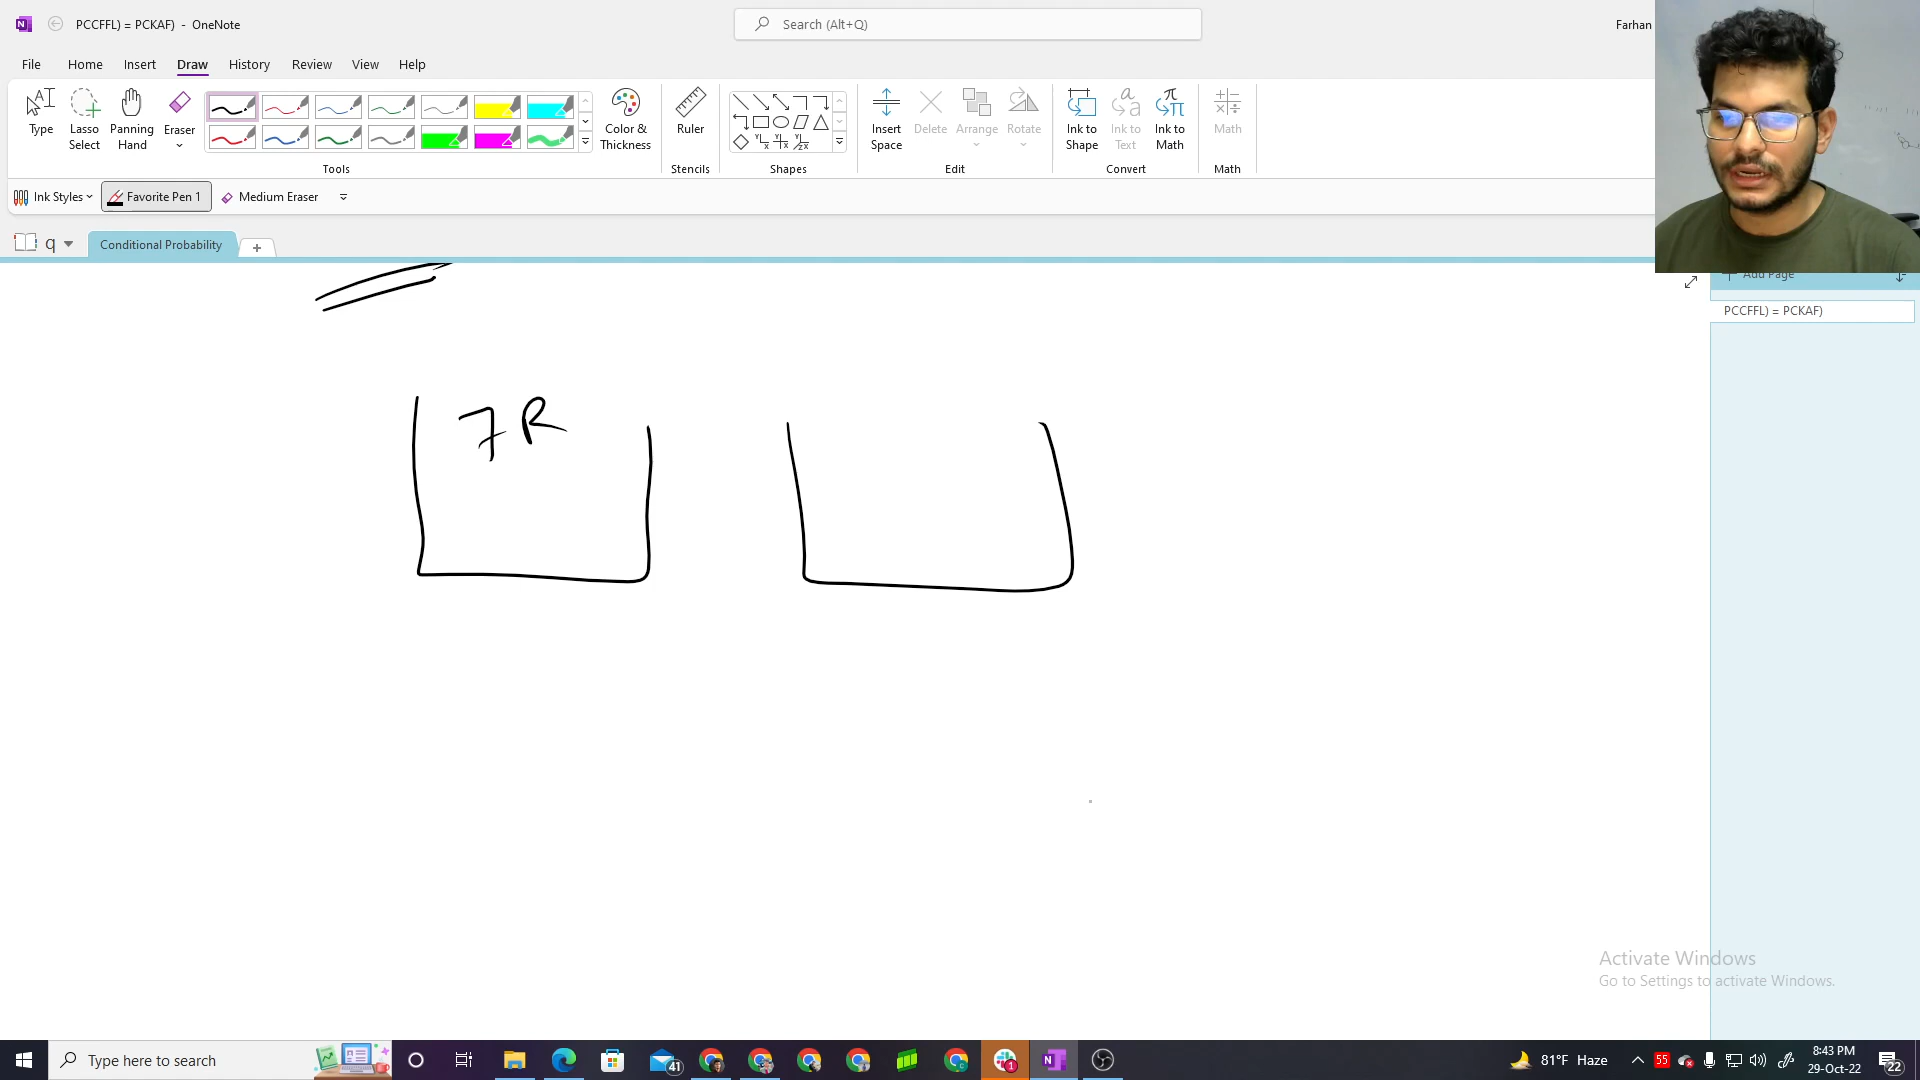 PCCFFL) = PCKAF) - OneNote
Search (Alt+Q)
Farhan
File Home Insert Draw History Review View Help
Type
Lasso Select
Panning Hand
Eraser
Color & Thickness
Ruler
Insert Space
Delete
Arrange
Rotate
Ink to Shape
Ink to Text
Ink to Math
Math
Tools
Stencils
Shapes
Edit
Convert
Math
Ink Styles
Favorite Pen 1
Medium Eraser
q
Conditional Probability
Add Page
PCCFFL) = PCKAF)
7 R
Activate Windows
Go to Settings to activate Windows.
Type here to search
41
1
81°F Haze
55
8:43 PM
29-Oct-22
22